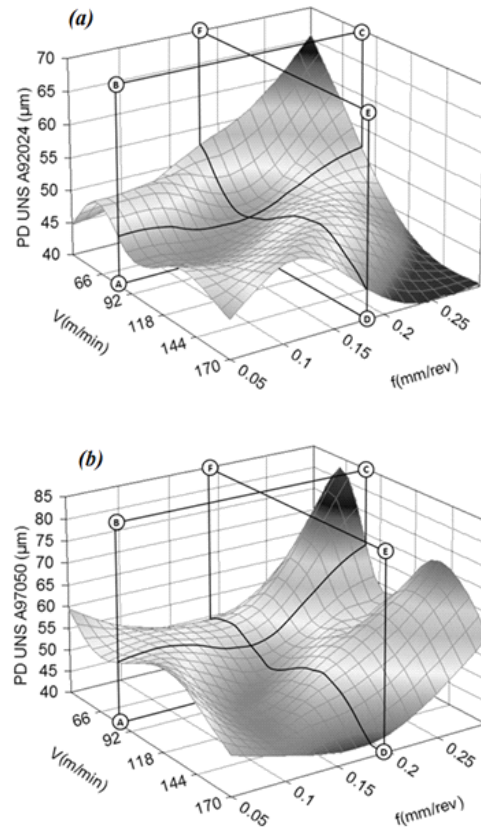 (a)
F
C
B
E
A
D
70
65
60
55
50
45
40
PD UNS A92024 (μm)
66
92
118
144
170
V(m/min)
0.05
0.1
0.15
0.2
0.25
f(mm/rev)
(b)
F
C
B
E
A
D
85
80
75
70
65
60
55
50
45
40
PD UNS A97050 (μm)
66
92
118
144
170
V(m/min)
0.05
0.1
0.15
0.2
0.25
f(mm/rev)